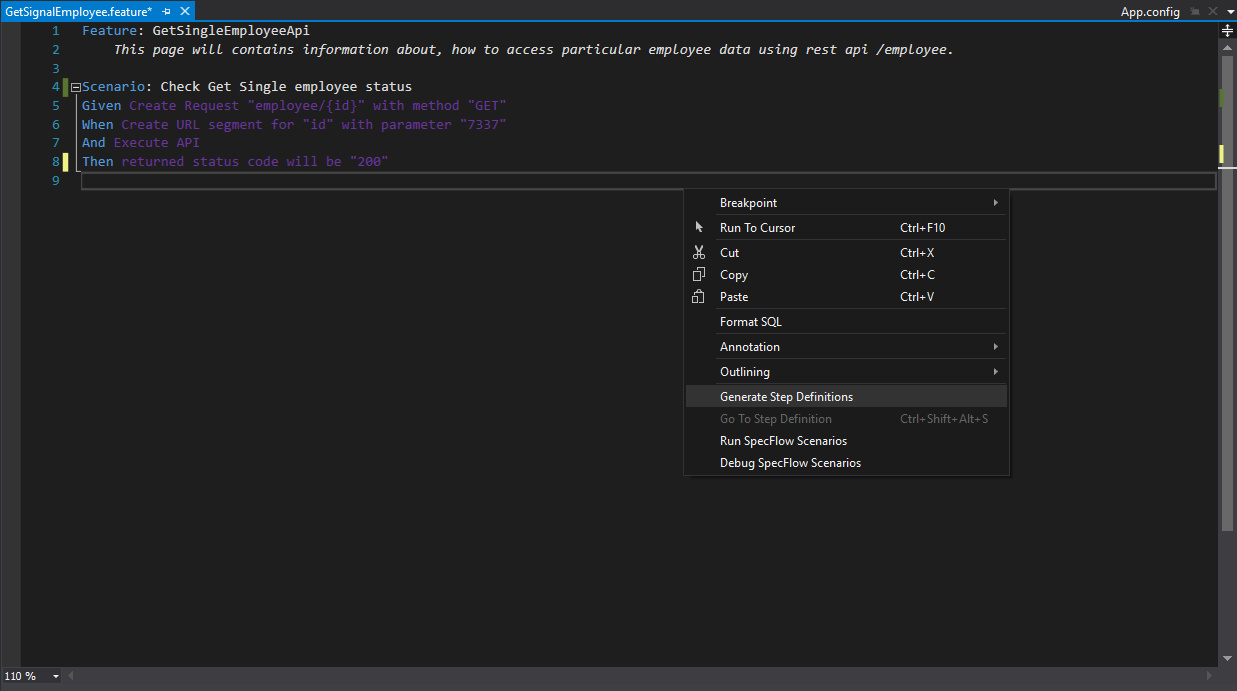 GetSignalEmployee.feature*
App.config
1 Feature: GetSingleEmployeeApi
2 This page will contains information about, how to access particular employee data using rest api /employee.
3
4 Scenario: Check Get Single employee status
5 Given Create Request "employee/{id}" with method "GET"
6 When Create URL segment for "id" with parameter "7337"
7 And Execute API
8 Then returned status code will be "200"
9
Breakpoint
Run To Cursor Ctrl+F10
Cut Ctrl+X
Copy Ctrl+C
Paste Ctrl+V
Format SQL
Annotation
Outlining
Generate Step Definitions
Go To Step Definition Ctrl+Shift+Alt+S
Run SpecFlow Scenarios
Debug SpecFlow Scenarios
110 %